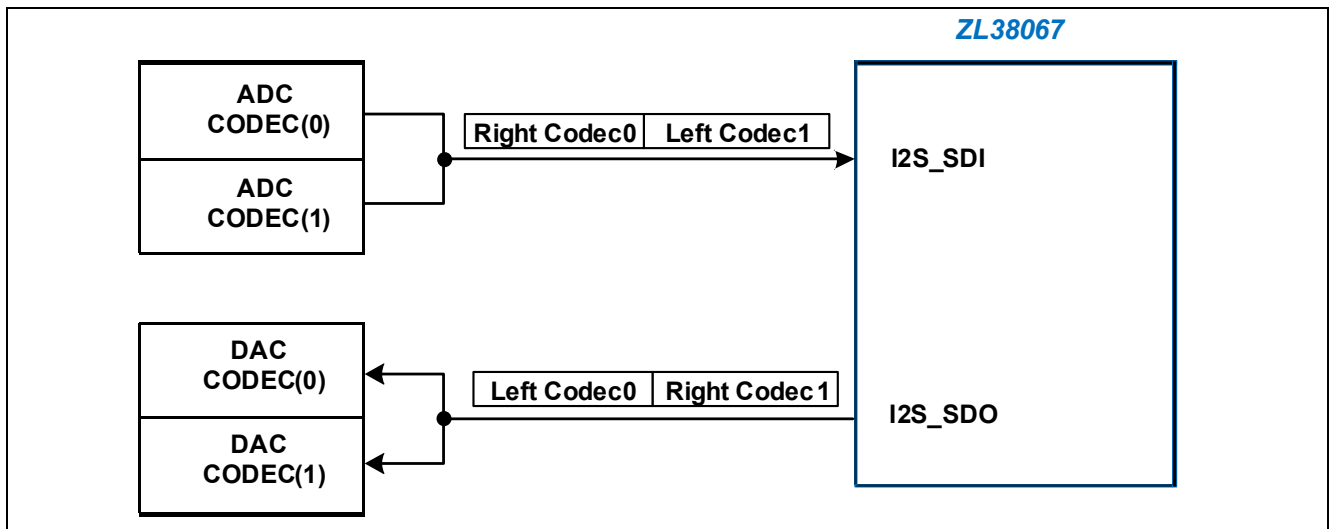 ZL38067
ADC
CODEC(0)
ADC
CODEC(1)
Right Codec0 Left Codec1
I2S_SDI
DAC
CODEC(0)
DAC
CODEC(1)
Left Codec0 Right Codec1
I2S_SDO